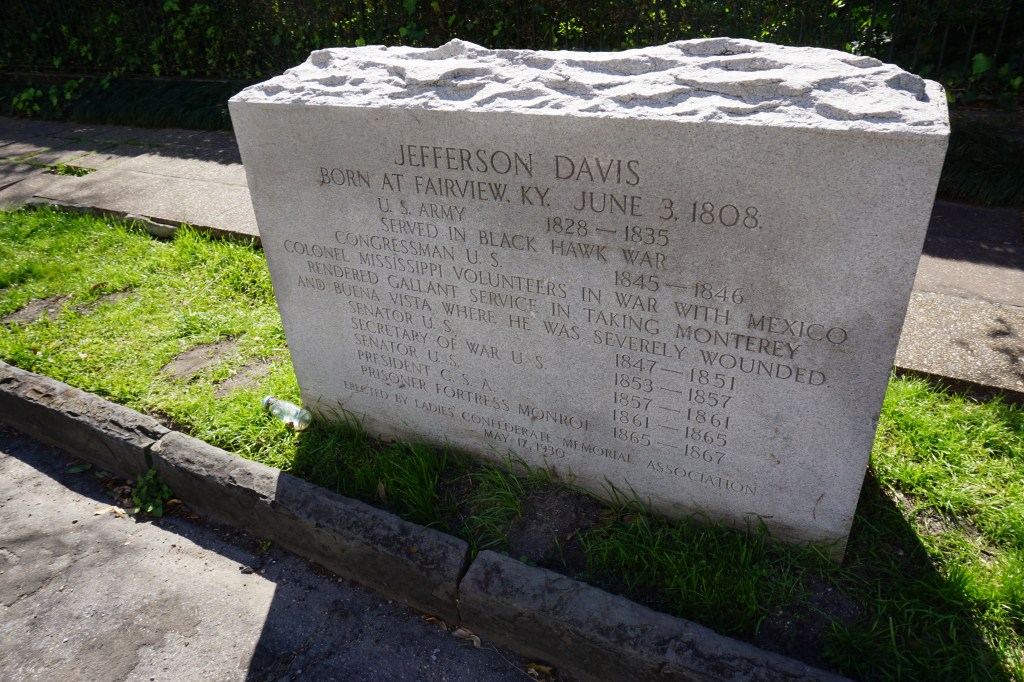 JEFFERSON DAVIS
BORN AT FAIRVIEW, KY. JUNE 3, 1808.
U. S. ARMY 1828 — 1835
SERVED IN BLACK HAWK WAR
CONGRESSMAN U. S. 1845 — 1846
COLONEL MISSISSIPPI VOLUNTEERS IN WAR WITH MEXICO
RENDERED GALLANT SERVICE IN TAKING MONTEREY
AND BUENA VISTA WHERE HE WAS SEVERELY WOUNDED.
SENATOR U. S. 1847 — 1851
SECRETARY OF WAR U. S. 1853 — 1857
SENATOR U. S. 1857 — 1861
PRESIDENT C. S. A. 1861 — 1865
PRISONER FORTRESS MONROE 1865 — 1867
ERECTED BY LADIES CONFEDERATE MEMORIAL ASSOCIATION
MAY 17, 1930